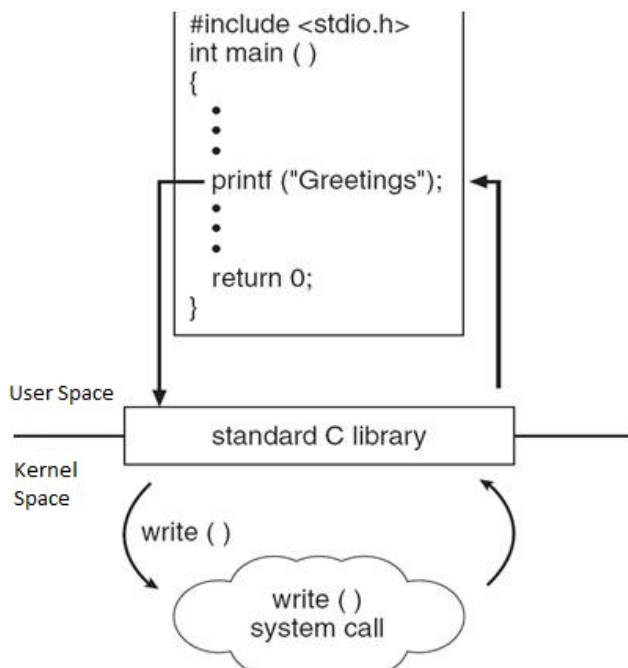 #include <stdio.h>
int main ( )
{
•
•
•
printf ("Greetings");
•
•
•
return 0;
}
User Space
standard C library
Kernel
Space
write ( )
write ( )
system call